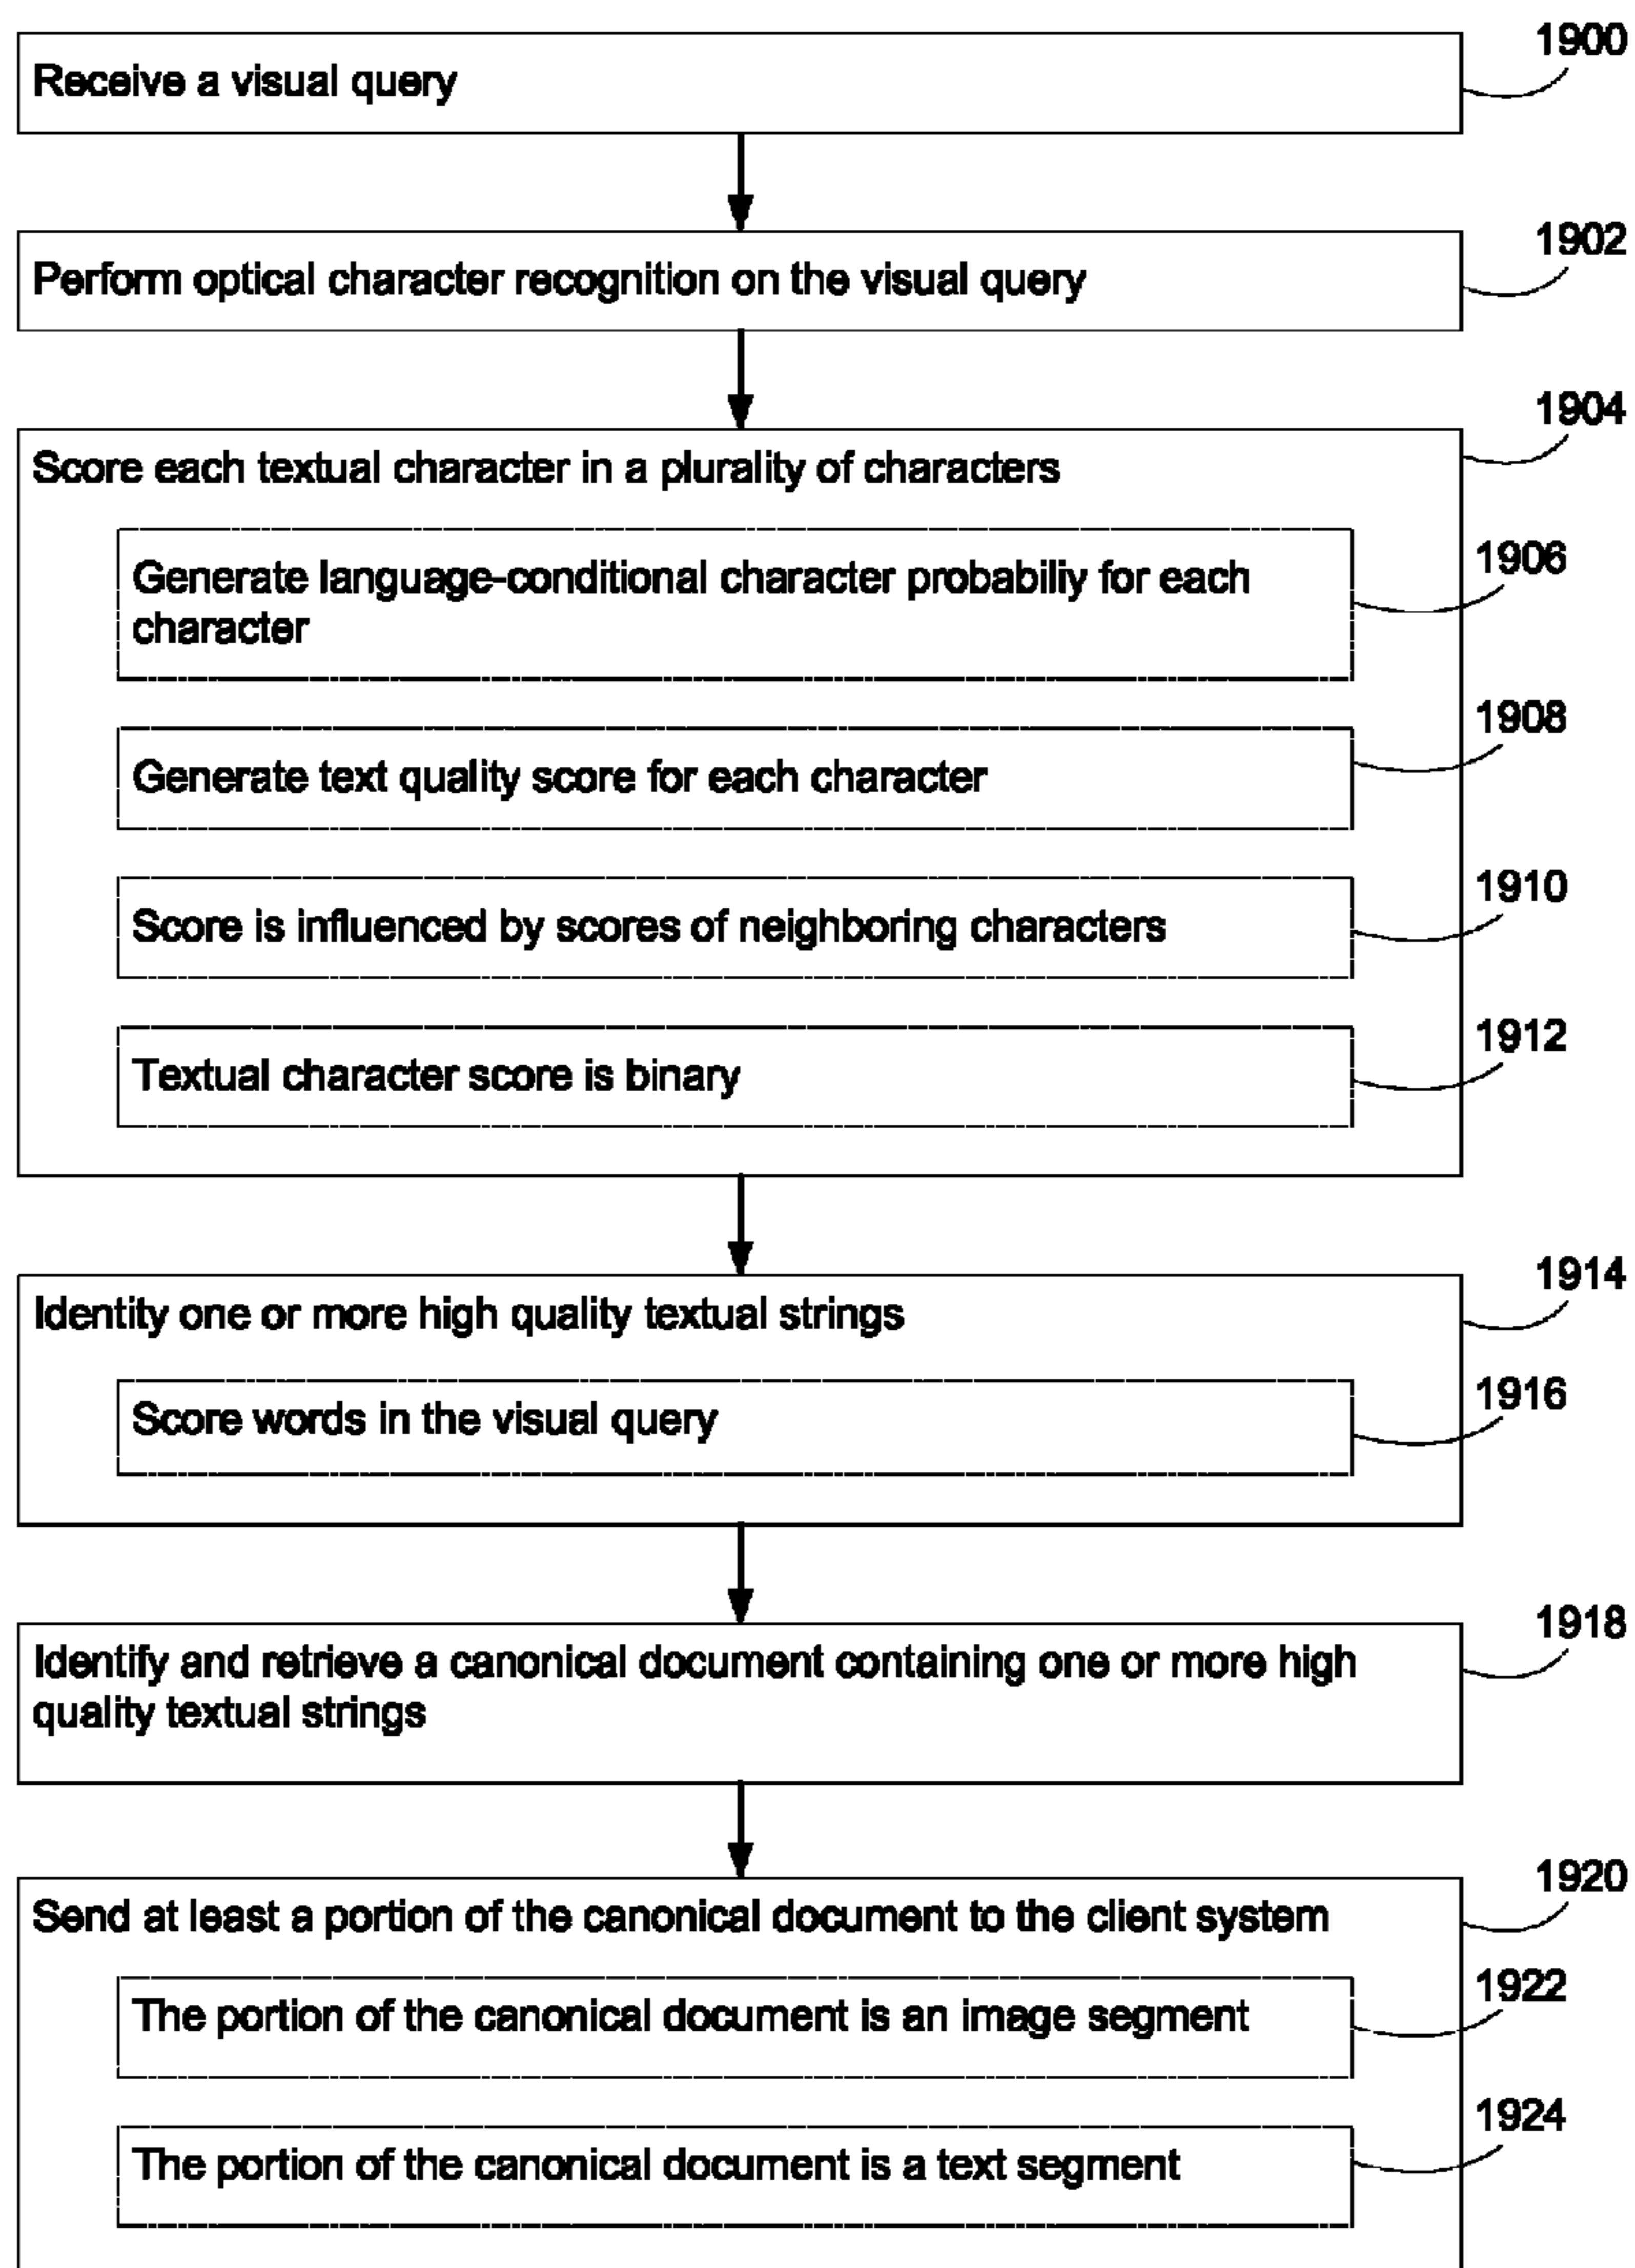 1900
Receive a visual query
1902
Perform optical character recognition on the visual query
1904
Score each textual character in a plurality of characters
1906
Generate language-conditional character probabiliy for each
character
1908
Generate text quality score for each character
1910
Score is influenced by scores of neighboring characters
1912
Textual character score is binary
1914
Identity one or more high quality textual strings
1916
Score words in the visual query
1918
Identify and retrieve a canonical document containing one or more high
quality textual strings
1920
Send at least a portion of the canonical document to the client system
1922
The portion of the canonical document is an image segment
1924
The portion of the canonical document is a text segment